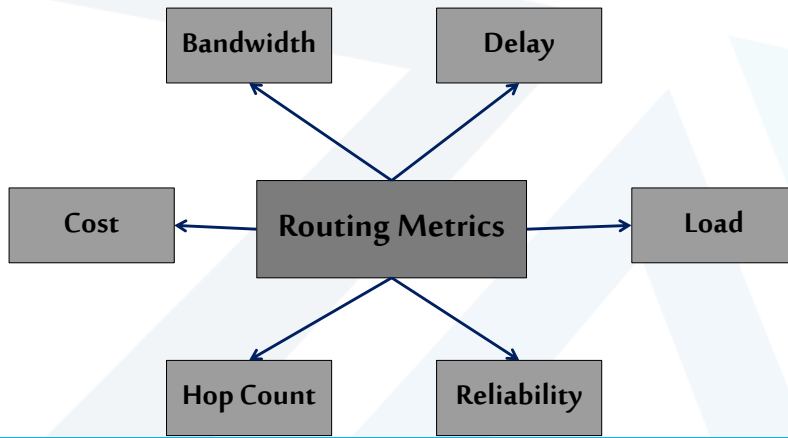 Bandwidth
Delay
Cost
Routing Metrics
Load
Hop Count
Reliability